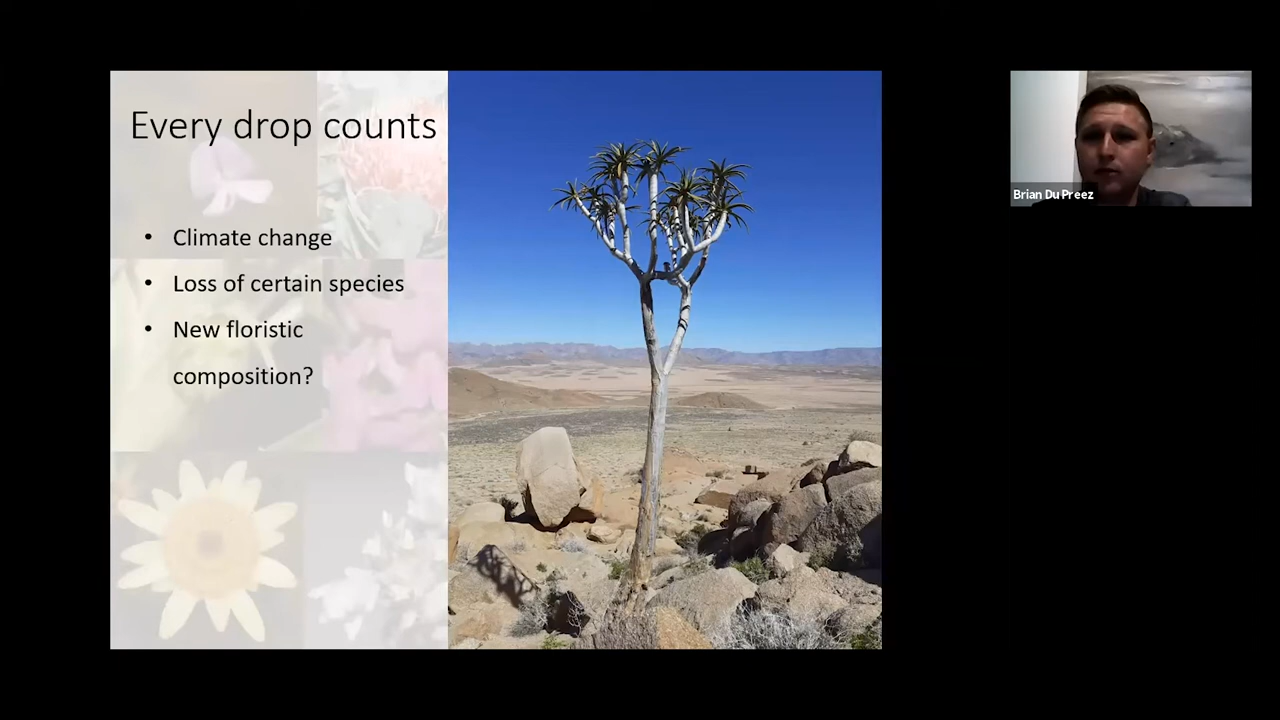 Every drop counts
• Climate change
• Loss of certain species
• New floristic
composition?
Brian Du Preez